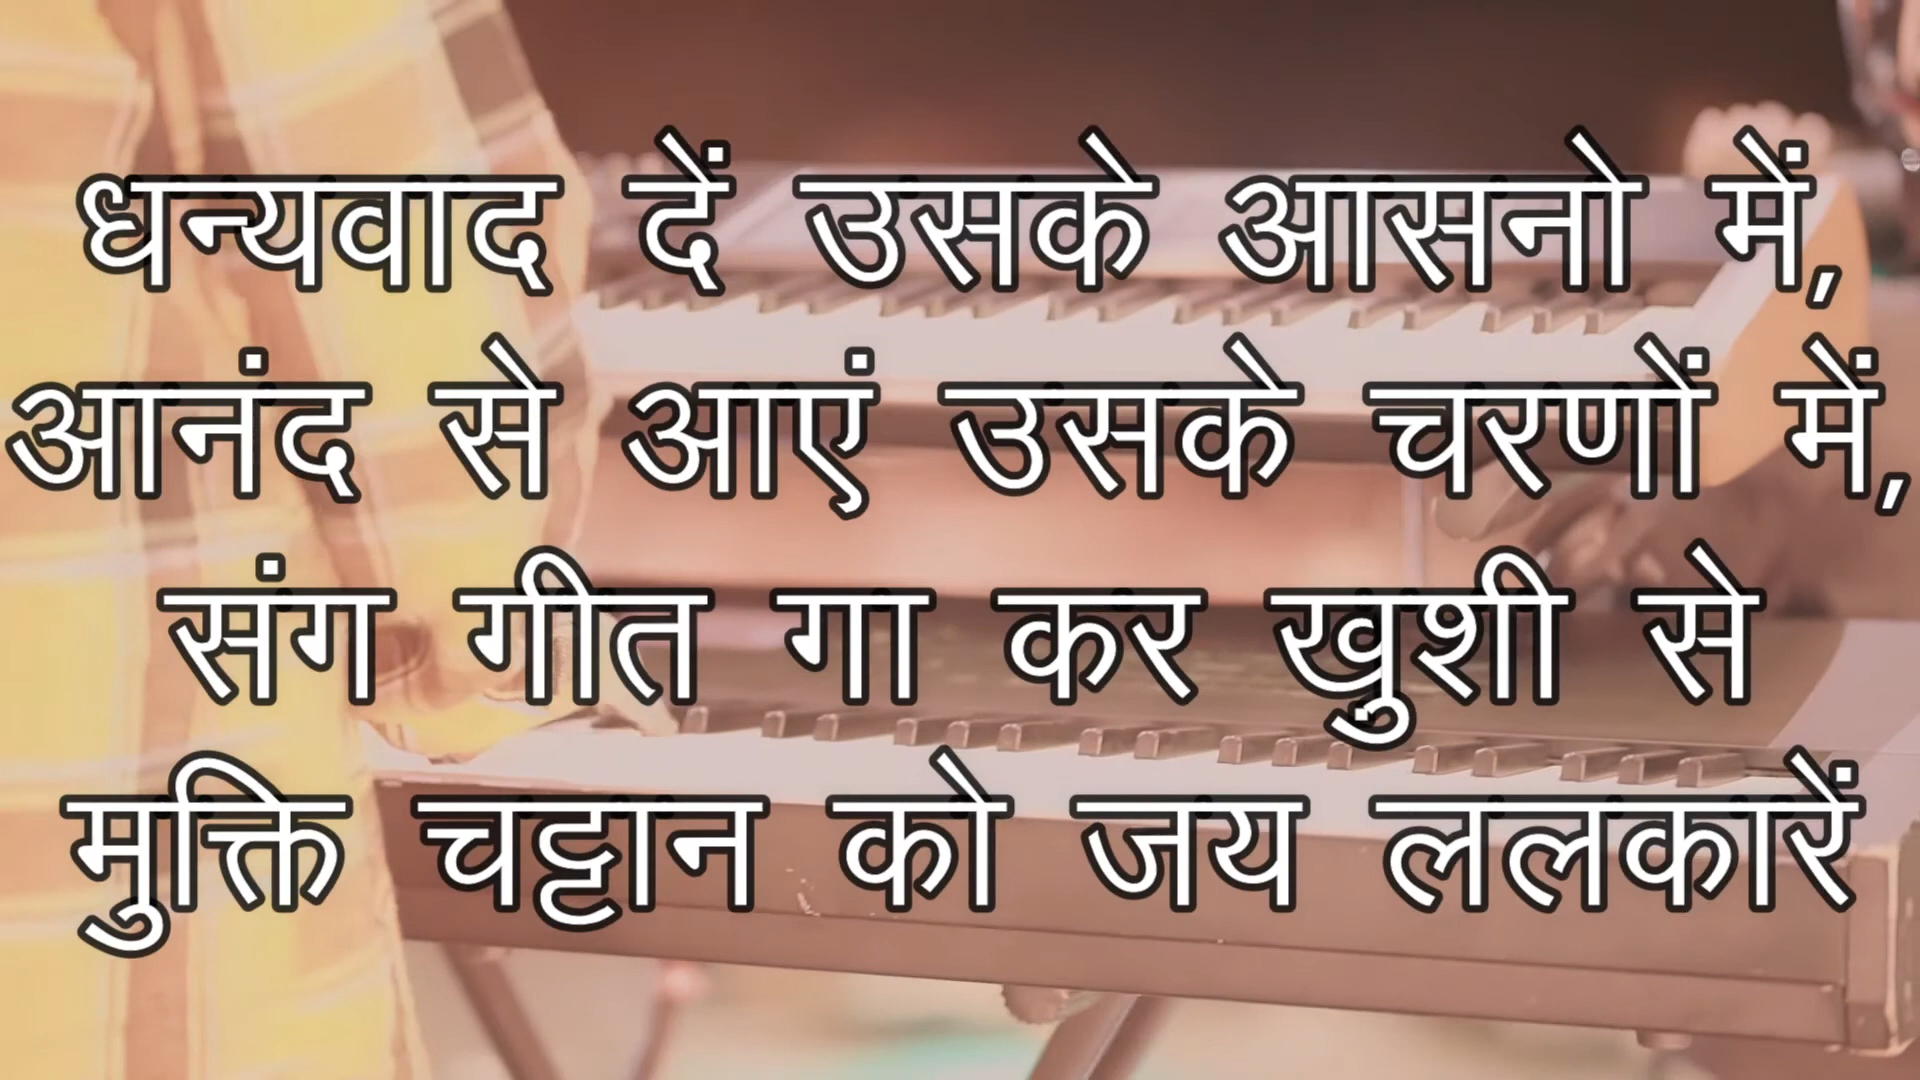 धन्यवाद दें उसके आसनो में,
आनंद से आएं उसके चरणों में,
संग गीत गा कर खुशी से
मुक्ति चट्टान को जय ललकारें